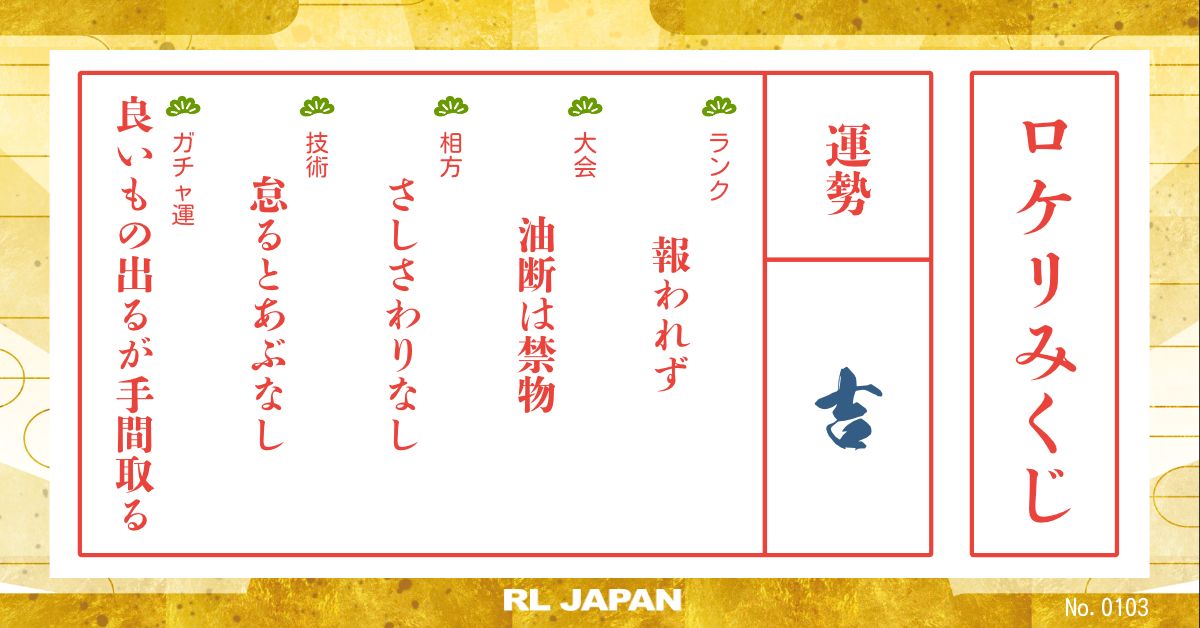 ロケリみくじ
運勢
吉
ランク
報われず
大会
油断は禁物
相方
さしさわりなし
技術
怠るとあぶなし
ガチャ運
良いもの出るが手間取る
RL JAPAN
No. 0103